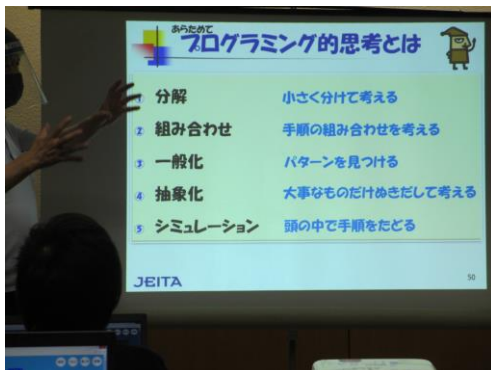 あらためて
プログラミング的思考とは
① 分解 小さく分けて考える
② 組み合わせ 手順の組み合わせを考える
③ 一般化 パターンを見つける
④ 抽象化 大事なものだけぬきだして考える
⑤ シミュレーション 頭の中で手順をたどる
JEITA 50